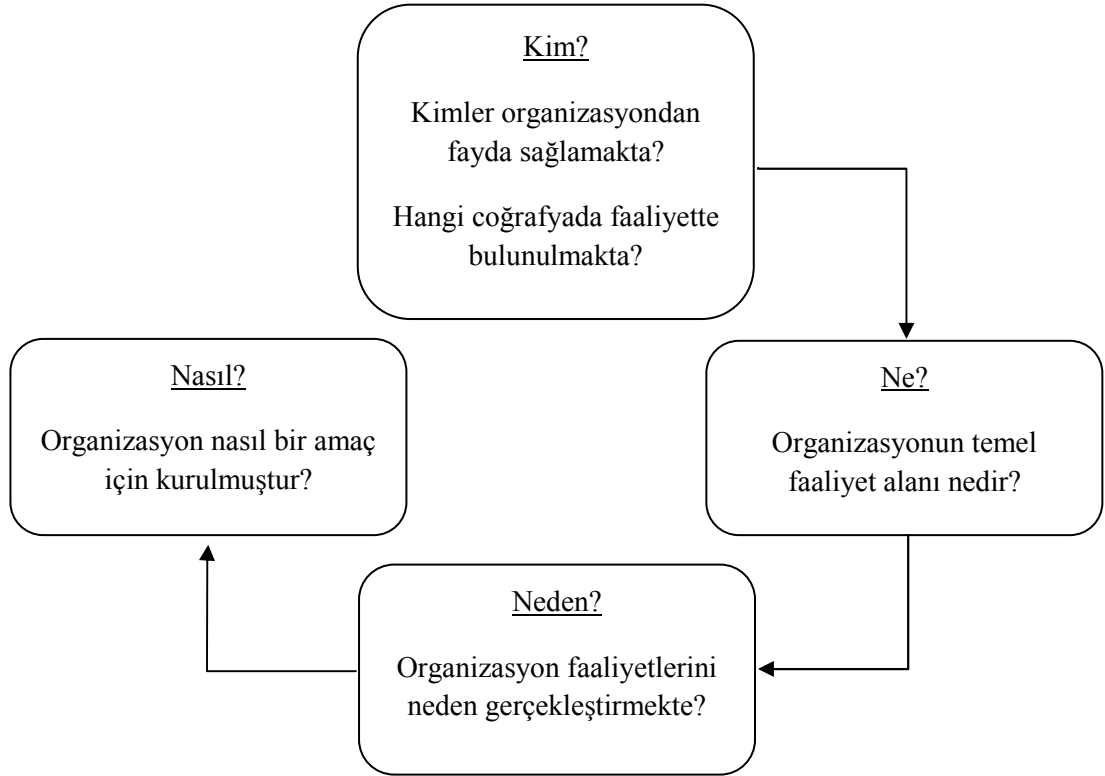 Kim?
Kimler organizasyondan
fayda sağlamakta?
Hangi coğrafyada faaliyette
bulunulmakta?
Ne?
Organizasyonun temel
faaliyet alanı nedir?
Neden?
Organizasyon faaliyetlerini
neden gerçekleştirmekte?
Nasıl?
Organizasyon nasıl bir amaç
için kurulmuştur?